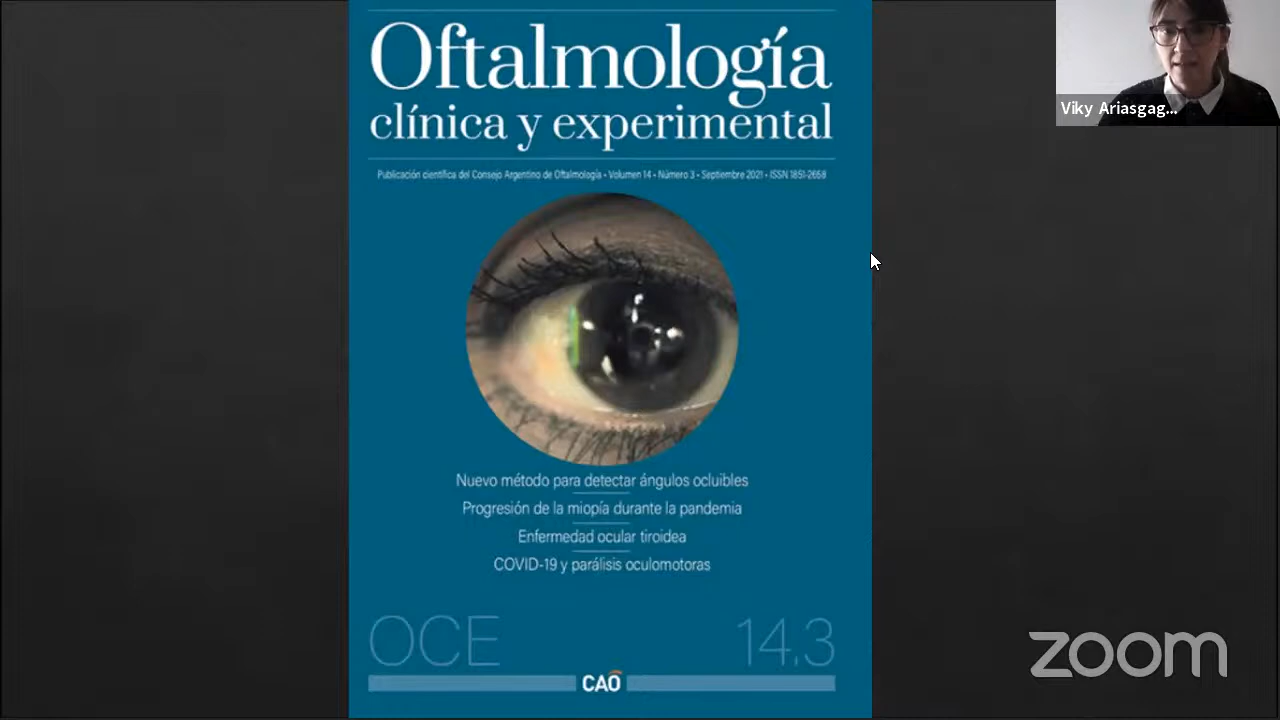 Oftalmología
clínica y experimental
Publicación científica del Consejo Argentino de Oftalmología • Volumen 14 • Número 3 • Septiembre 2021 • ISSN 1851-2658
Viky Ariasgag...
Nuevo método para detectar ángulos ocluibles
Progresión de la miopía durante la pandemia
Enfermedad ocular tiroidea
COVID-19 y parálisis oculomotoras
OCE 14.3
CAO
zoom